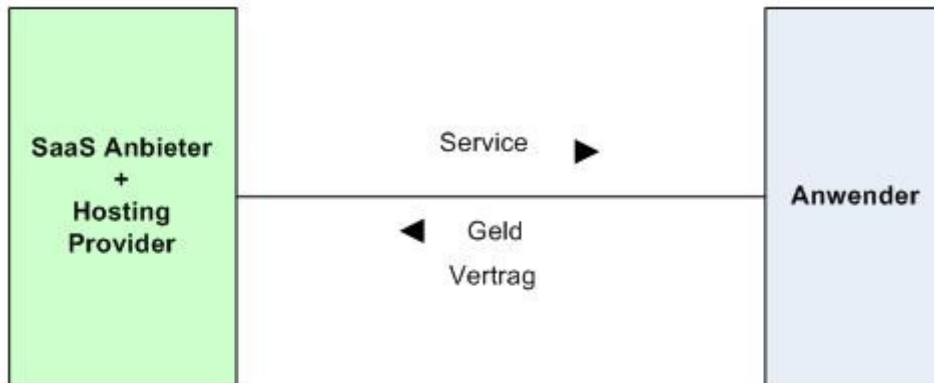 SaaS Anbieter
+
Hosting
Provider
Service
Geld
Vertrag
Anwender